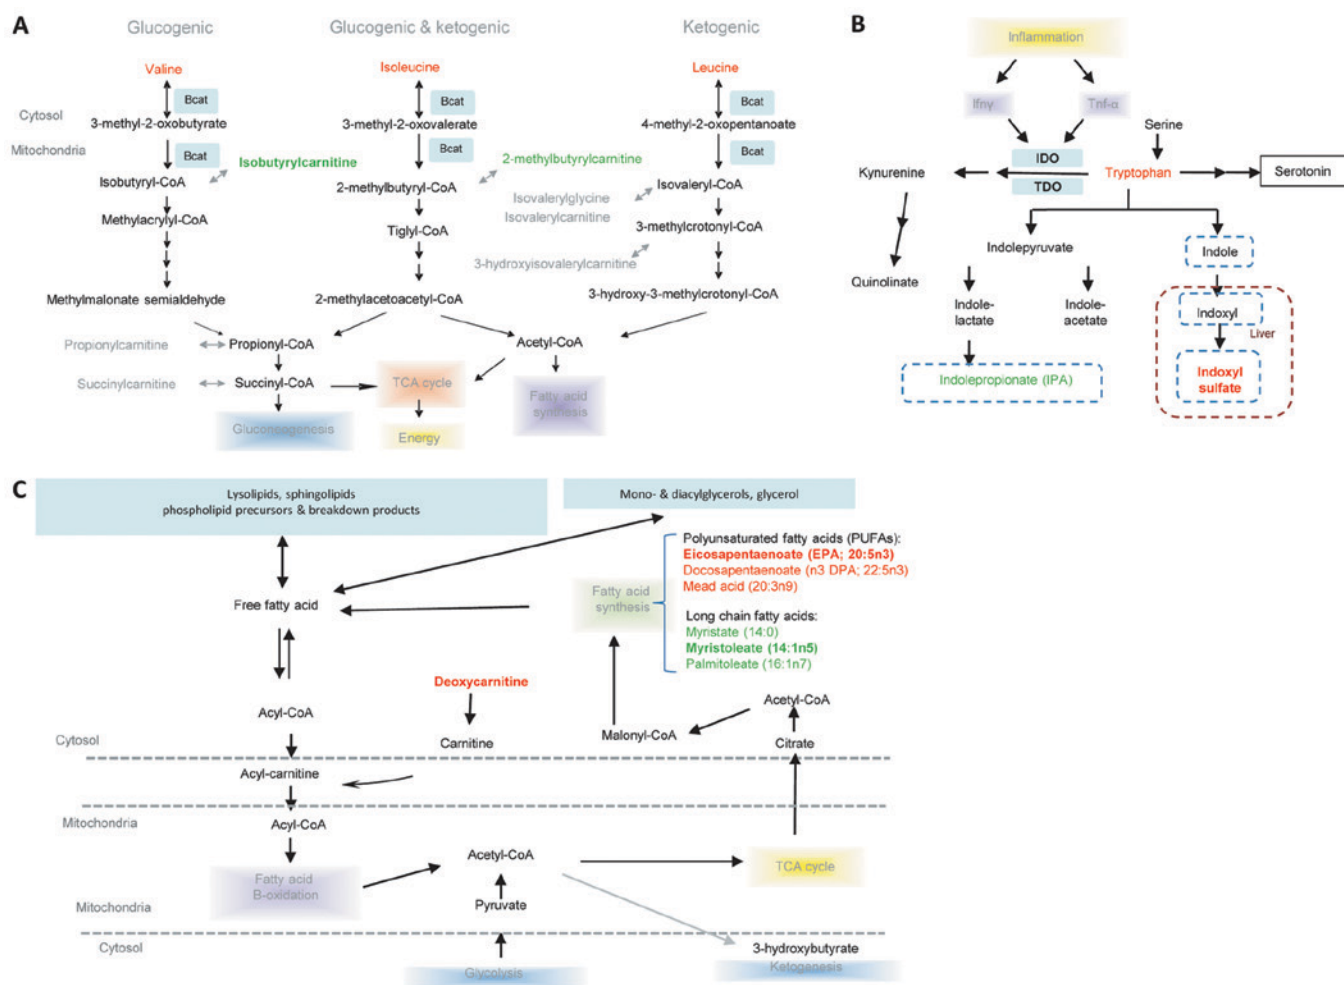 A
Glucogenic
Glucogenic & ketogenic
Ketogenic
Valine
Isoleucine
Leucine
Bcat
Bcat
Bcat
Cytosol
3-methyl-2-oxobutyrate
3-methyl-2-oxovalerate
4-methyl-2-oxopentanoate
Mitochondria
Bcat
Bcat
Bcat
Isobutyrylcarnitine
2-methylbutyrylcarnitine
Isobutyryl-CoA
2-methylbutyryl-CoA
Isovaleryl-CoA
Isovalerylglycine
Isovalerylcarnitine
Methylacrylyl-CoA
Tiglyl-CoA
3-methylcrotonyl-CoA
3-hydroxyisovalerylcarnitine
Methylmalonate semialdehyde
2-methylacetoacetyl-CoA
3-hydroxy-3-methylcrotonyl-CoA
Propionylcarnitine
Propionyl-CoA
Acetyl-CoA
Succinylcarnitine
Succinyl-CoA
TCA cycle
Fatty acid
synthesis
Gluconeogenesis
Energy
B
Inflammation
Ifny
Tnf-α
Serine
IDO
Kynurenine
Tryptophan
Serotonin
TDO
Indolepyruvate
Indole
Quinolinate
Indole-
lactate
Indole-
acetate
Indoxyl
Liver
Indolepropionate (IPA)
Indoxyl
sulfate
C
Lysolipids, sphingolipids
phospholipid precursors & breakdown products
Mono- & diacylglycerols, glycerol
Polyunsaturated fatty acids (PUFAs):
Eicosapentaenoate (EPA; 20:5n3)
Docosapentaenoate (n3 DPA; 22:5n3)
Mead acid (20:3n9)
Fatty acid
synthesis
Free fatty acid
Long chain fatty acids:
Myristate (14:0)
Myristoleate (14:1n5)
Palmitoleate (16:1n7)
Deoxycarnitine
Acetyl-CoA
Acyl-CoA
Malonyl-CoA
Cytosol
Carnitine
Citrate
Acyl-carnitine
Mitochondria
Acyl-CoA
Acetyl-CoA
TCA cycle
Fatty acid
B-oxidation
Pyruvate
Mitochondria
Cytosol
3-hydroxybutyrate
Glycolysis
Ketogenesis